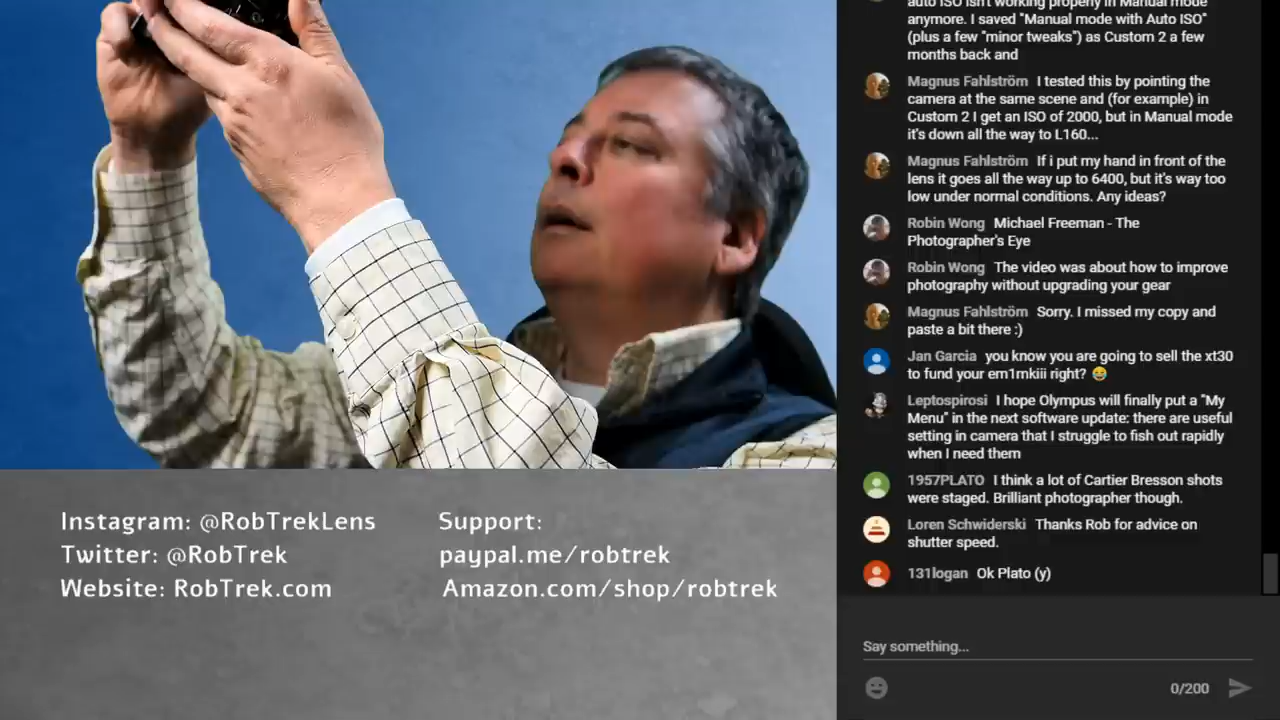 Instagram: @RobTrekLens
Twitter: @RobTrek
Website: RobTrek.com
Support:
paypal.me/robtrek
Amazon.com/shop/robtrek
auto ISO isn't working properly in Manual mode
anymore. I saved "Manual mode with Auto ISO"
(plus a few "minor tweaks") as Custom 2 a few
months back and
Magnus Fahlström I tested this by pointing the
camera at the same scene and (for example) in
Custom 2 I get an ISO of 2000, but in Manual mode
it's down all the way to L160...
Magnus Fahlström If i put my hand in front of the
lens it goes all the way up to 6400, but it's way too
low under normal conditions. Any ideas?
Robin Wong Michael Freeman - The
Photographer's Eye
Robin Wong The video was about how to improve
photography without upgrading your gear
Magnus Fahlström Sorry. I missed my copy and
paste a bit there :)
Jan Garcia you know you are going to sell the xt30
to fund your em1mkiii right? 😂
Leptospirosi I hope Olympus will finally put a "My
Menu" in the next software update: there are useful
setting in camera that I struggle to fish out rapidly
when I need them
1957PLATO I think a lot of Cartier Bresson shots
were staged. Brilliant photographer though.
Loren Schwiderski Thanks Rob for advice on
shutter speed.
131logan Ok Plato (y)
Say something...
0/200